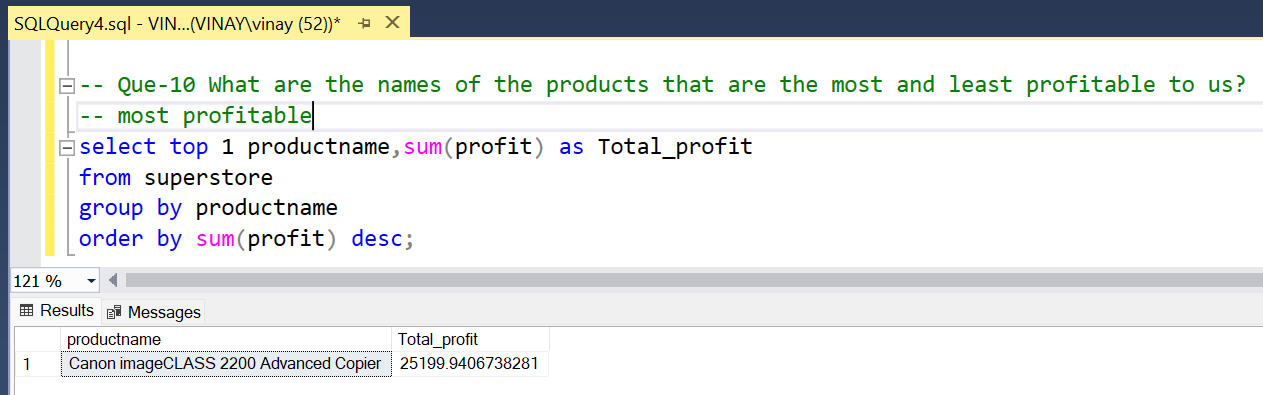 SQLQuery4.sql - VIN...(VINAY\vinay (52))*
-- Que-10 What are the names of the products that are the most and least profitable to us?
-- most profitable
select top 1 productname,sum(profit) as Total_profit
from superstore
group by productname
order by sum(profit) desc;
121 %
Results Messages
productname Total_profit
1 Canon imageCLASS 2200 Advanced Copier 25199.9406738281